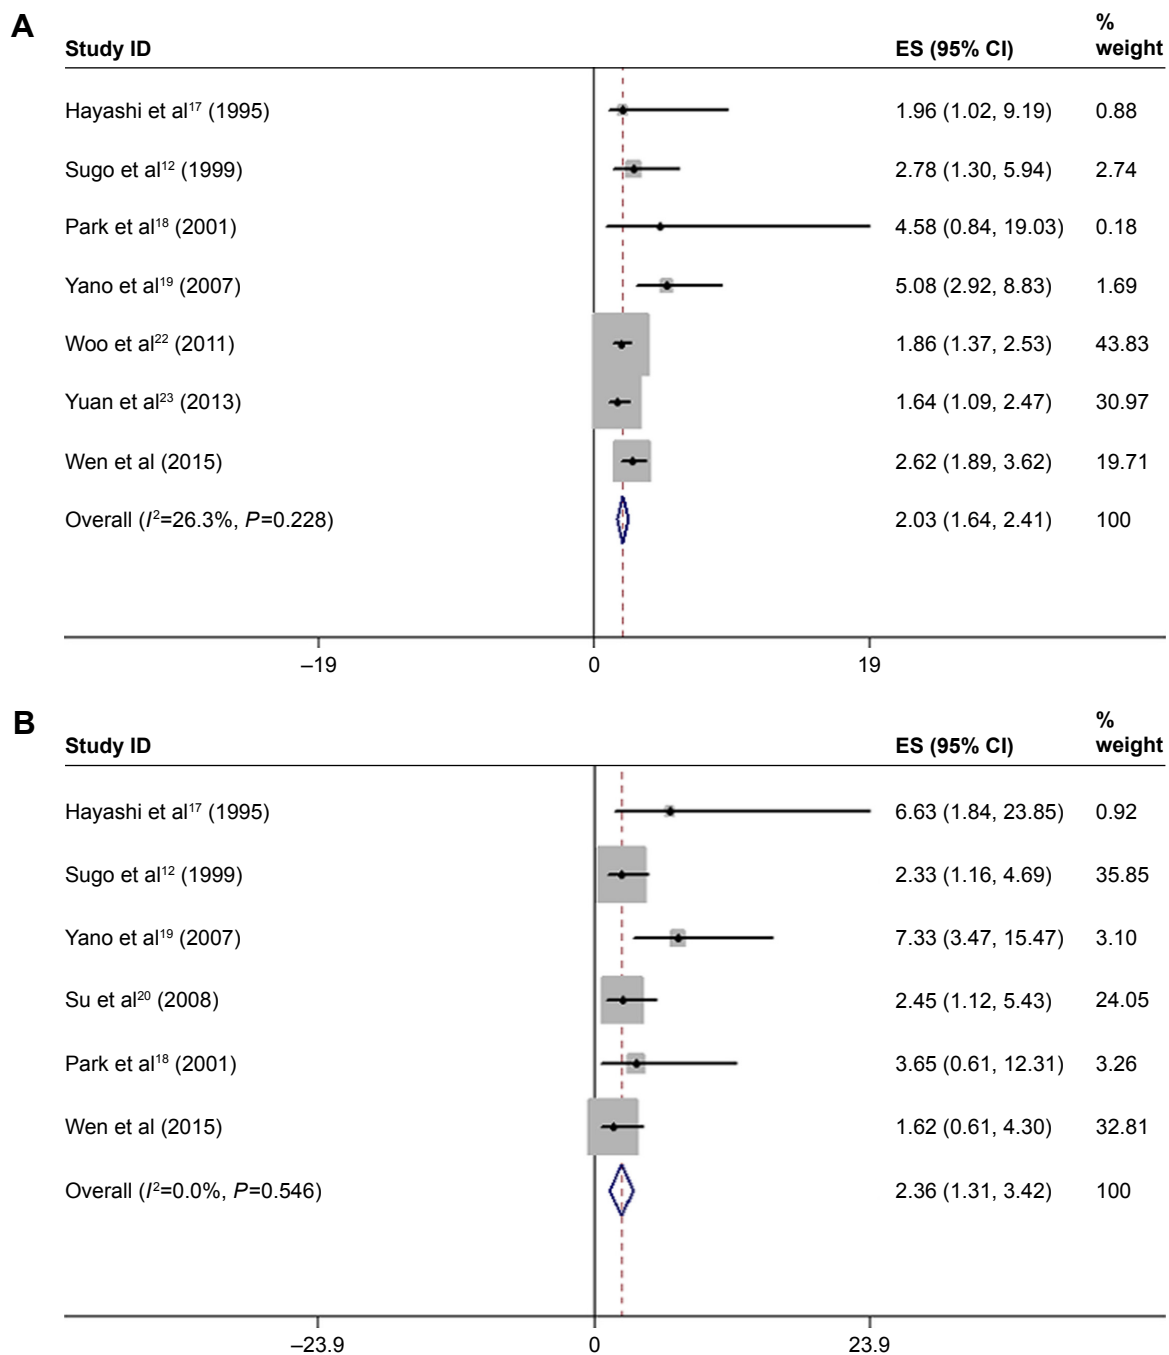 A
Study ID ES (95% CI) % weight
Hayashi et al17 (1995) 1.96 (1.02, 9.19) 0.88
Sugo et al12 (1999) 2.78 (1.30, 5.94) 2.74
Park et al18 (2001) 4.58 (0.84, 19.03) 0.18
Yano et al19 (2007) 5.08 (2.92, 8.83) 1.69
Woo et al22 (2011) 1.86 (1.37, 2.53) 43.83
Yuan et al23 (2013) 1.64 (1.09, 2.47) 30.97
Wen et al (2015) 2.62 (1.89, 3.62) 19.71
Overall (I2=26.3%, P=0.228) 2.03 (1.64, 2.41) 100
–19 0 19
B
Study ID ES (95% CI) % weight
Hayashi et al17 (1995) 6.63 (1.84, 23.85) 0.92
Sugo et al12 (1999) 2.33 (1.16, 4.69) 35.85
Yano et al19 (2007) 7.33 (3.47, 15.47) 3.10
Su et al20 (2008) 2.45 (1.12, 5.43) 24.05
Park et al18 (2001) 3.65 (0.61, 12.31) 3.26
Wen et al (2015) 1.62 (0.61, 4.30) 32.81
Overall (I2=0.0%, P=0.546) 2.36 (1.31, 3.42) 100
–23.9 0 23.9